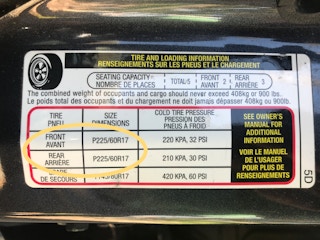 TIRE AND LOADING INFORMATION
RENSEIGNEMENTS SUR LES PNEUS ET LE CHARGEMENT
SEATING CAPACITY TOTAL/5 FRONT 2 REAR 3
NOMBRE DE PLACES AVANT ARRIÈRE
The combined weight of occupants and cargo should never exceed 408kg or 900 lbs.
Le poids total des occupants et du chargement ne doit jamais dépasser 408kg ou 900lb.
TIRE SIZE COLD TIRE PRESSURE
PNEU DIMENSIONS PRESSION DES PNEUS À FROID
FRONT AVANT P225/60R17 220 KPA, 32 PSI
REAR ARRIÈRE P225/60R17 210 KPA, 30 PSI
DE SECOURS 420 KPA, 60 PSI
SEE OWNER'S
MANUAL FOR
ADDITIONAL
INFORMATION
VOIR LE MANUEL
DE L'USAGER
POUR PLUS DE
RENSEIGNEMENTS
5D